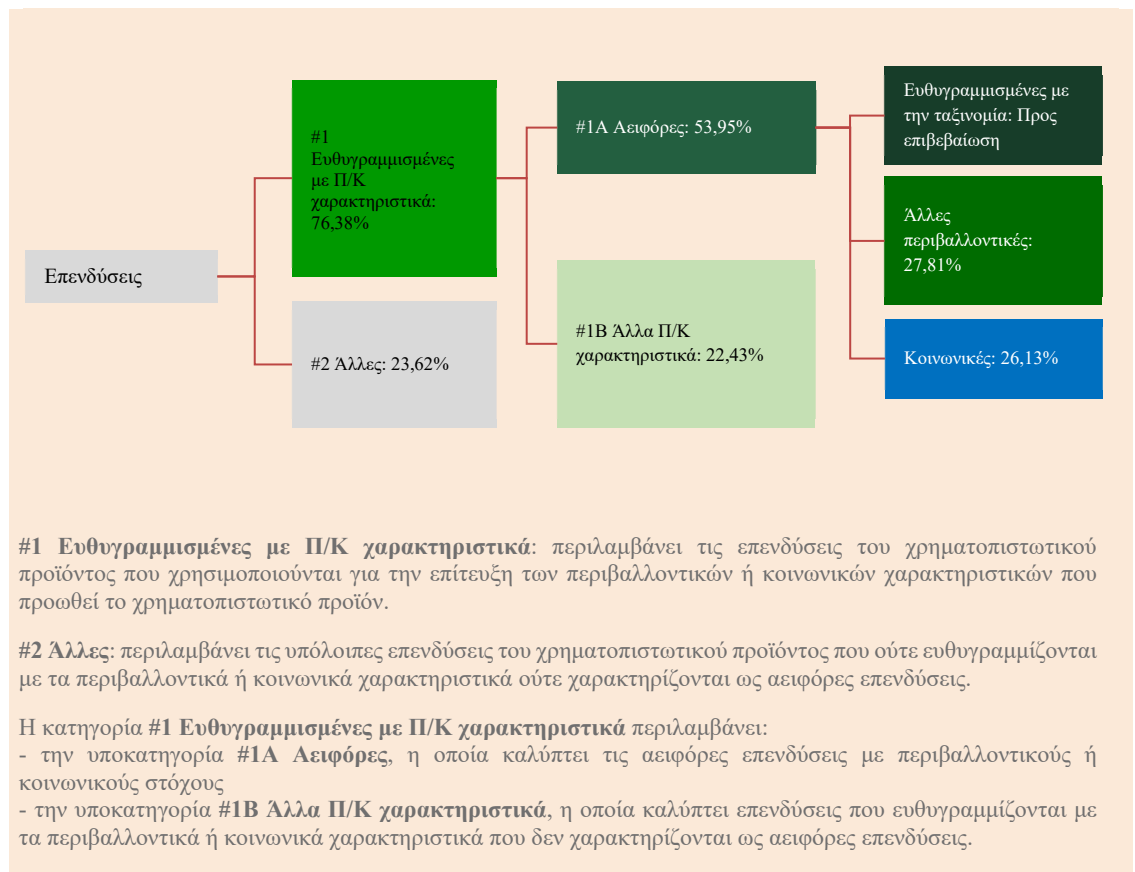 Επενδύσεις
#1
Ευθυγραμμισμένες
με Π/Κ
χαρακτηριστικά:
76,38%
#2 Άλλες: 23,62%
#1Α Αειφόρες: 53,95%
#1Β Άλλα Π/Κ
χαρακτηριστικά: 22,43%
Ευθυγραμμισμένες με
την ταξινομία: Προς
επιβεβαίωση
Άλλες
περιβαλλοντικές:
27,81%
Κοινωνικές: 26,13%
#1 Ευθυγραμμισμένες με Π/Κ χαρακτηριστικά: περιλαμβάνει τις επενδύσεις του χρηματοπιστωτικού
προϊόντος που χρησιμοποιούνται για την επίτευξη των περιβαλλοντικών ή κοινωνικών χαρακτηριστικών που
προωθεί το χρηματοπιστωτικό προϊόν.
#2 Άλλες: περιλαμβάνει τις υπόλοιπες επενδύσεις του χρηματοπιστωτικού προϊόντος που ούτε ευθυγραμμίζονται
με τα περιβαλλοντικά ή κοινωνικά χαρακτηριστικά ούτε χαρακτηρίζονται ως αειφόρες επενδύσεις.
Η κατηγορία #1 Ευθυγραμμισμένες με Π/Κ χαρακτηριστικά περιλαμβάνει:
- την υποκατηγορία #1Α Αειφόρες, η οποία καλύπτει τις αειφόρες επενδύσεις με περιβαλλοντικούς ή
κοινωνικούς στόχους
- την υποκατηγορία #1Β Άλλα Π/Κ χαρακτηριστικά, η οποία καλύπτει επενδύσεις που ευθυγραμμίζονται με
τα περιβαλλοντικά ή κοινωνικά χαρακτηριστικά που δεν χαρακτηρίζονται ως αειφόρες επενδύσεις.